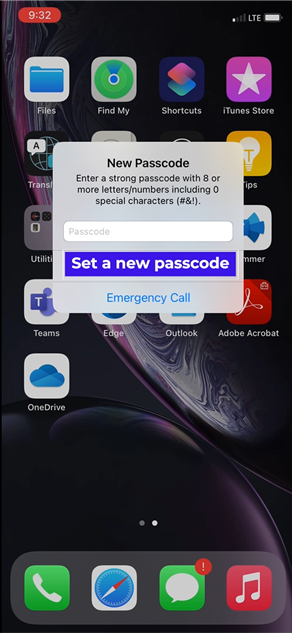 9:32
LTE
Files
Find My
Shortcuts
iTunes Store
A
Transl
Tips
New Passcode
Enter a strong passcode with 8 or
more letters/numbers including 0
special characters (#&!).
Passcode
Utiliti
mmer
Set a new passcode
Emergency Call
Teams
Edge
Outlook
Adobe Acrobat
OneDrive
!